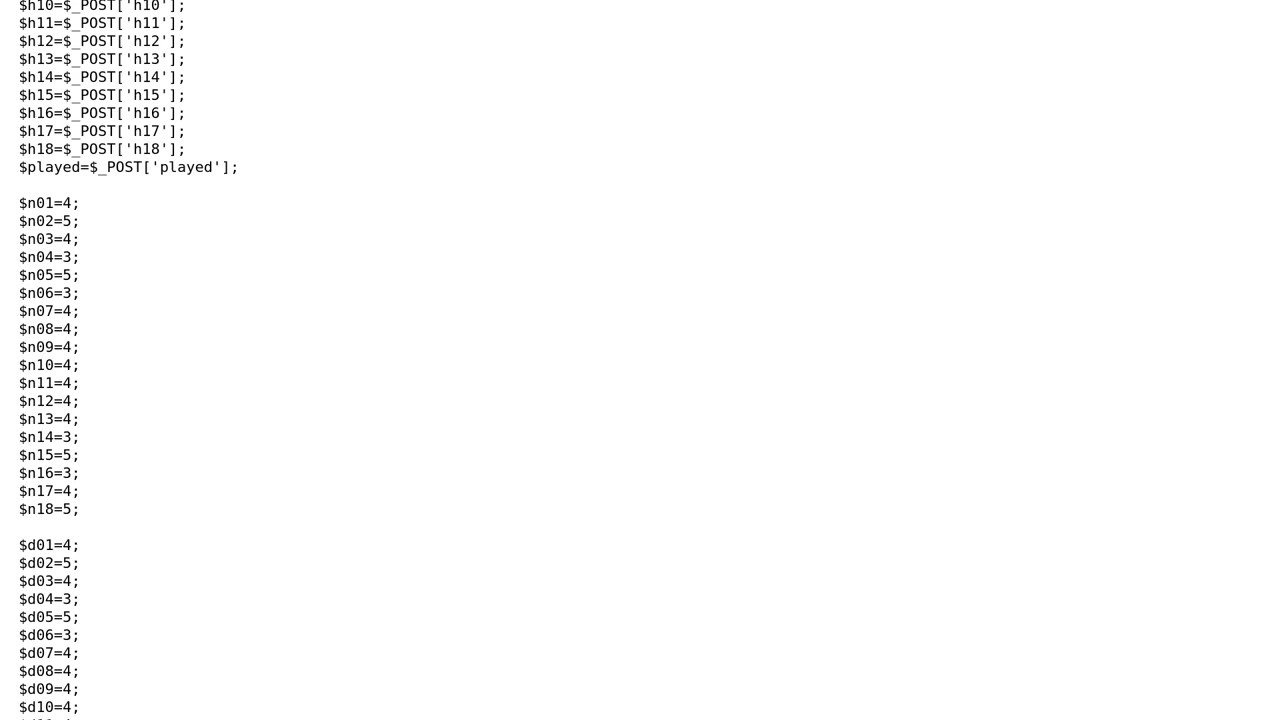 $h10=$_POST['h10'];
$h11=$_POST['h11'];
$h12=$_POST['h12'];
$h13=$_POST['h13'];
$h14=$_POST['h14'];
$h15=$_POST['h15'];
$h16=$_POST['h16'];
$h17=$_POST['h17'];
$h18=$_POST['h18'];
$played=$_POST['played'];
$n01=4;
$n02=5;
$n03=4;
$n04=3;
$n05=5;
$n06=3;
$n07=4;
$n08=4;
$n09=4;
$n10=4;
$n11=4;
$n12=4;
$n13=4;
$n14=3;
$n15=5;
$n16=3;
$n17=4;
$n18=5;
$d01=4;
$d02=5;
$d03=4;
$d04=3;
$d05=5;
$d06=3;
$d07=4;
$d08=4;
$d09=4;
$d10=4;